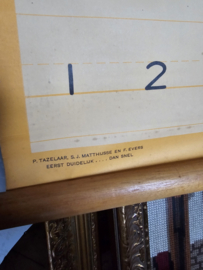 1 2
P. TAZELAAR, S.J. MATTHIJSSE EN P. EVERS
EERST DUIDELIJK .... DAN SNEL